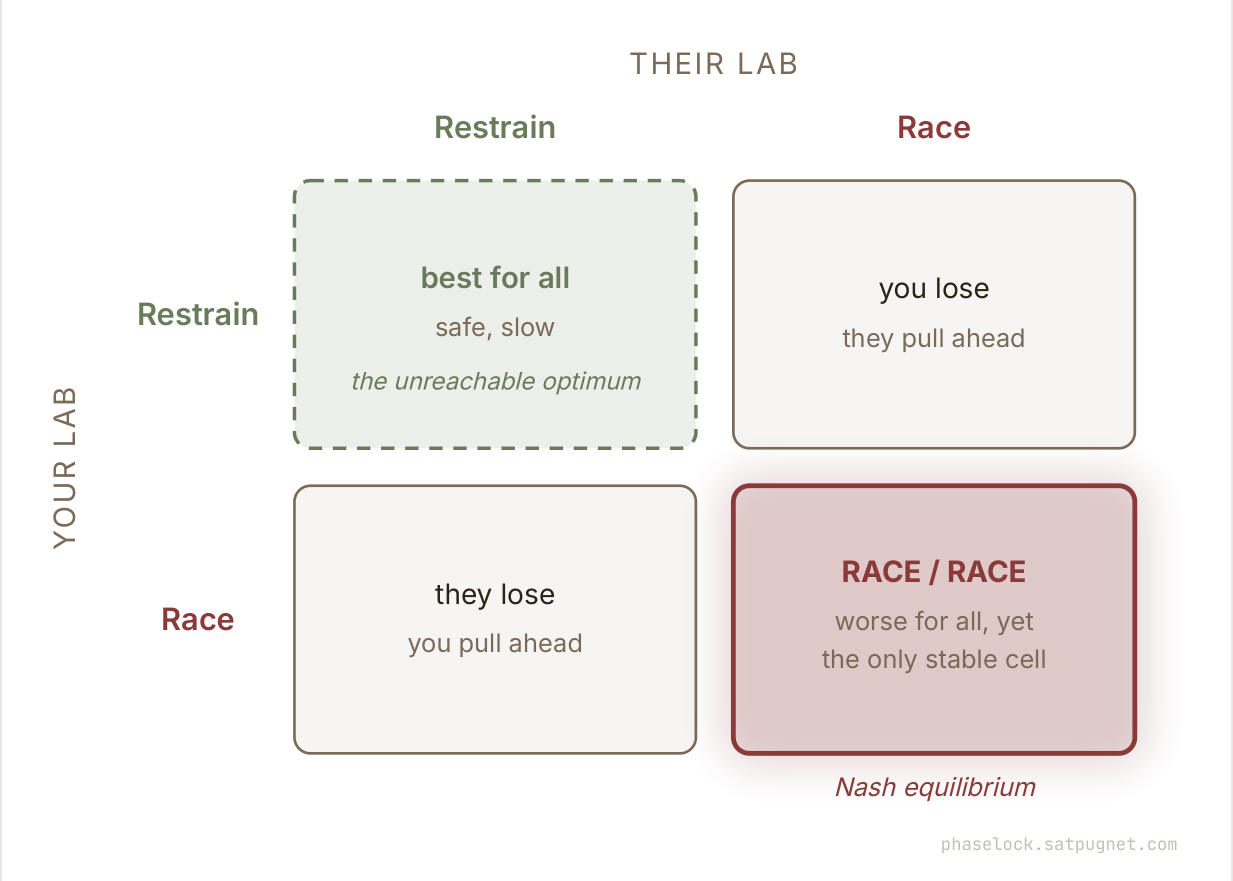 THEIR LAB
Restrain
Race
YOUR LAB
Restrain
best for all
safe, slow
the unreachable optimum
you lose
they pull ahead
Race
they lose
you pull ahead
RACE / RACE
worse for all, yet
the only stable cell
Nash equilibrium
phaselock.satpugnet.com